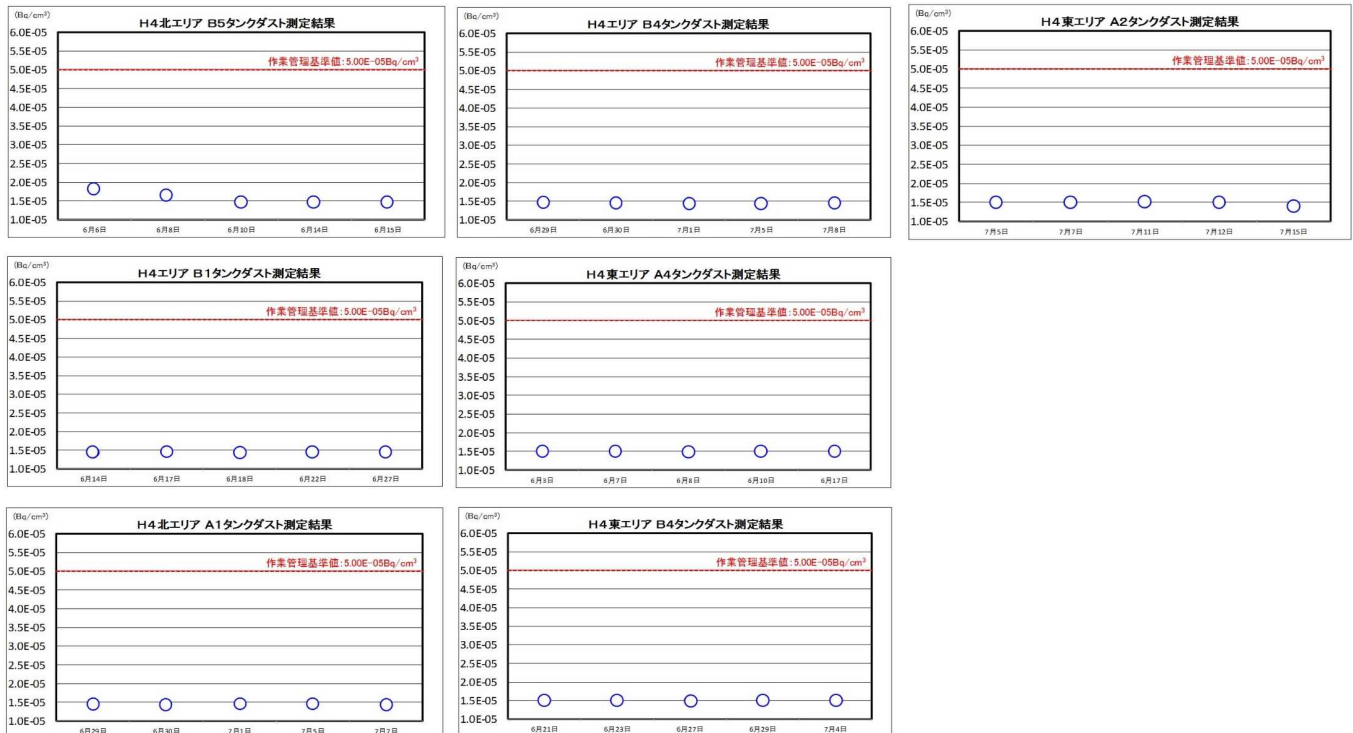 (Bq/cm³)
H4北エリア B5タンクダスト測定結果
6.0E-05
5.5E-05
5.0E-05
4.5E-05
4.0E-05
3.5E-05
3.0E-05
2.5E-05
2.0E-05
1.5E-05
1.0E-05
作業管理基準値:5.00E-05Bq/cm³
6月6日 6月8日 6月10日 6月14日 6月15日
(Bq/cm³)
H4エリア B4タンクダスト測定結果
6.0E-05
5.5E-05
5.0E-05
4.5E-05
4.0E-05
3.5E-05
3.0E-05
2.5E-05
2.0E-05
1.5E-05
1.0E-05
作業管理基準値:5.00E-05Bq/cm³
6月29日 6月30日 7月1日 7月5日 7月8日
(Bq/cm³)
H4東エリア A2タンクダスト測定結果
6.0E-05
5.5E-05
5.0E-05
4.5E-05
4.0E-05
3.5E-05
3.0E-05
2.5E-05
2.0E-05
1.5E-05
1.0E-05
作業管理基準値:5.00E-05Bq/cm³
7月5日 7月7日 7月11日 7月12日 7月15日
(Bq/cm³)
H4エリア B1タンクダスト測定結果
6.0E-05
5.5E-05
5.0E-05
4.5E-05
4.0E-05
3.5E-05
3.0E-05
2.5E-05
2.0E-05
1.5E-05
1.0E-05
作業管理基準値:5.00E-05Bq/cm³
6月14日 6月17日 6月18日 6月22日 6月27日
(Bq/cm³)
H4東エリア A4タンクダスト測定結果
6.0E-05
5.5E-05
5.0E-05
4.5E-05
4.0E-05
3.5E-05
3.0E-05
2.5E-05
2.0E-05
1.5E-05
1.0E-05
作業管理基準値:5.00E-05Bq/cm³
6月3日 6月7日 6月8日 6月10日 6月17日
(Bq/cm³)
H4北エリア A1タンクダスト測定結果
6.0E-05
5.5E-05
5.0E-05
4.5E-05
4.0E-05
3.5E-05
3.0E-05
2.5E-05
2.0E-05
1.5E-05
1.0E-05
作業管理基準値:5.00E-05Bq/cm³
6月29日 6月30日 7月1日 7月5日 7月7日
(Bq/cm³)
H4東エリア B4タンクダスト測定結果
6.0E-05
5.5E-05
5.0E-05
4.5E-05
4.0E-05
3.5E-05
3.0E-05
2.5E-05
2.0E-05
1.5E-05
1.0E-05
作業管理基準値:5.00E-05Bq/cm³
6月21日 6月23日 6月27日 6月29日 7月4日